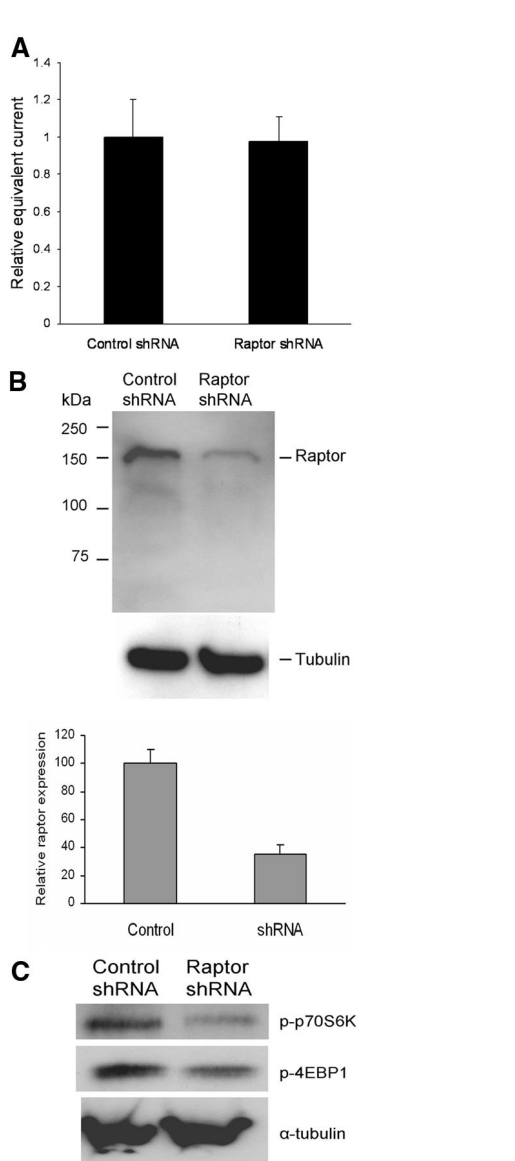 A
1.4
1.2
1
0.8
0.6
0.4
0.2
0
Relative equivalent current
Control shRNA Raptor shRNA
B
Control Raptor
kDa shRNA shRNA
250
150 Raptor
100
75
Tubulin
120
100
80
60
40
20
0
Relative raptor expression
Control shRNA
C
Control Raptor
shRNA shRNA
p-p70S6K
p-4EBP1
α-tubulin